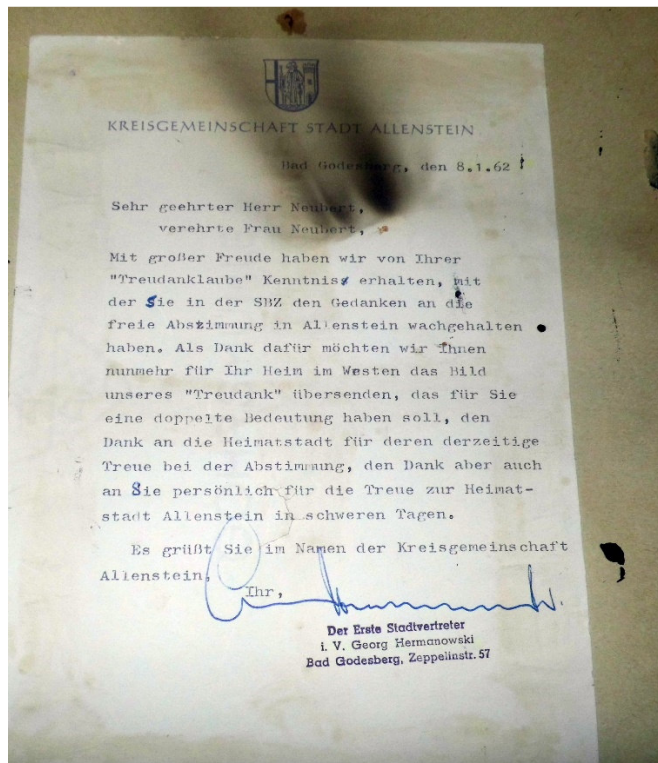 KREISGEMEINSCHAFT STADT ALLENSTEIN
Bad Godesberg, den 8.1.62
Sehr geehrter Herr Neubert,
verehrte Frau Neubert,
Mit großer Freude haben wir von Ihrer
"Treudanklaube" Kenntnis erhalten, mit
der Sie in der SBZ den Gedanken an die
freie Abstimmung in Allenstein wachgehalten
haben. Als Dank dafür möchten wir Ihnen
nunmehr für Ihr Heim im Westen das Bild
unseres "Treudank" übersenden, das für Sie
eine doppelte Bedeutung haben soll, den
Dank an die Heimatstadt für deren derzeitige
Treue bei der Abstimmung, den Dank aber auch
an Sie persönlich für die Treue zur Heimat-
stadt Allenstein in schweren Tagen.
Es grüßt Sie im Namen der Kreisgemeinschaft
Allenstein,
Ihr,
Der Erste Stadtvertreter
i. V. Georg Hermanowski
Bad Godesberg, Zeppelinstr. 57